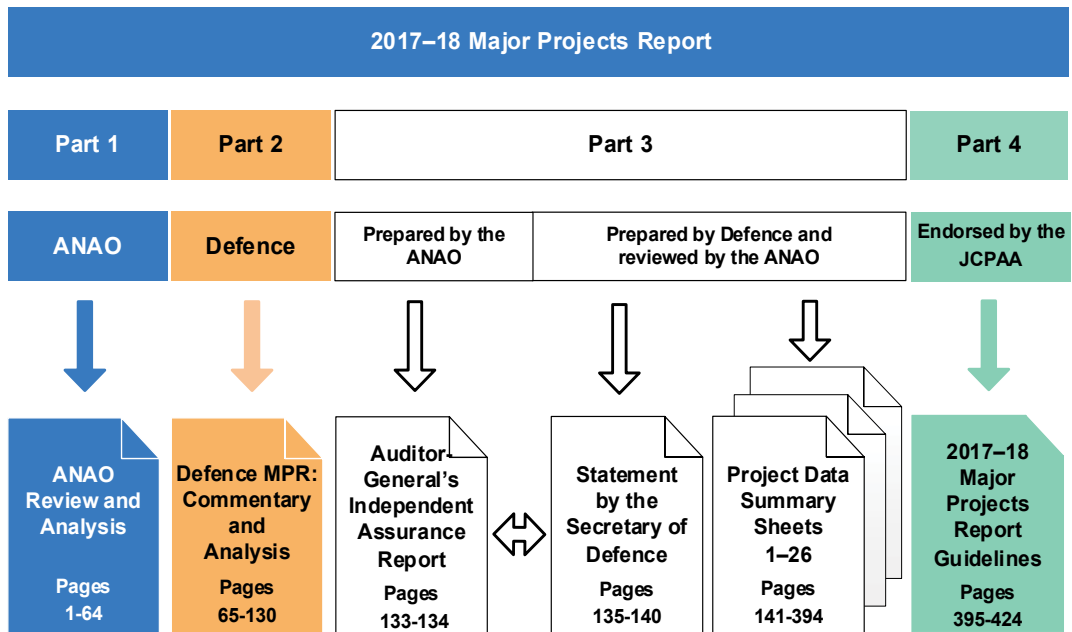 2017–18 Major Projects Report
Part 1
Part 2
Part 3
Part 4
ANAO
Defence
Prepared by the
ANAO
Prepared by Defence and
reviewed by the ANAO
Endorsed by the
JCPAA
ANAO
Review and
Analysis
Pages
1-64
Defence MPR:
Commentary
and
Analysis
Pages
65-130
Auditor-
General’s
Independent
Assurance
Report
Pages
133-134
Statement
by the
Secretary of
Defence
Pages
135-140
Project Data
Summary
Sheets
1–26
Pages
141-394
2017–18
Major
Projects
Report
Guidelines
Pages
395-424